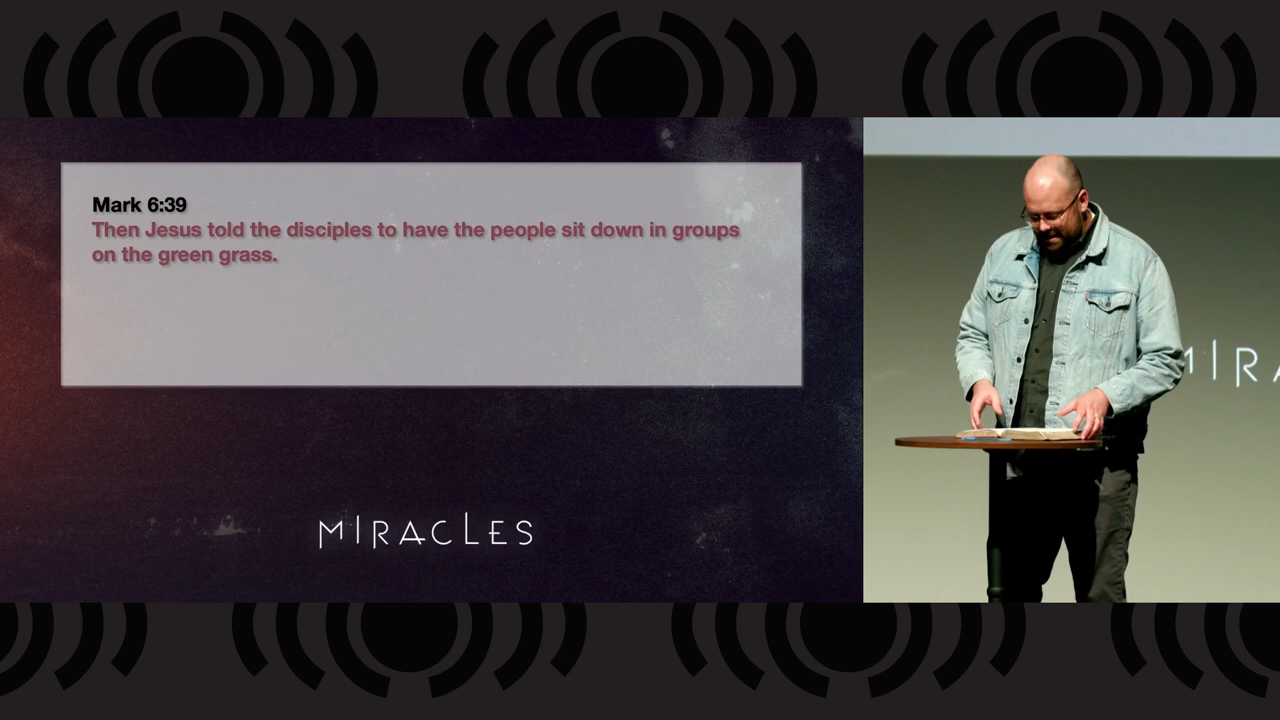 Mark 6:39
Then Jesus told the disciples to have the people sit down in groups
on the green grass.
MIRACLES
MIRA